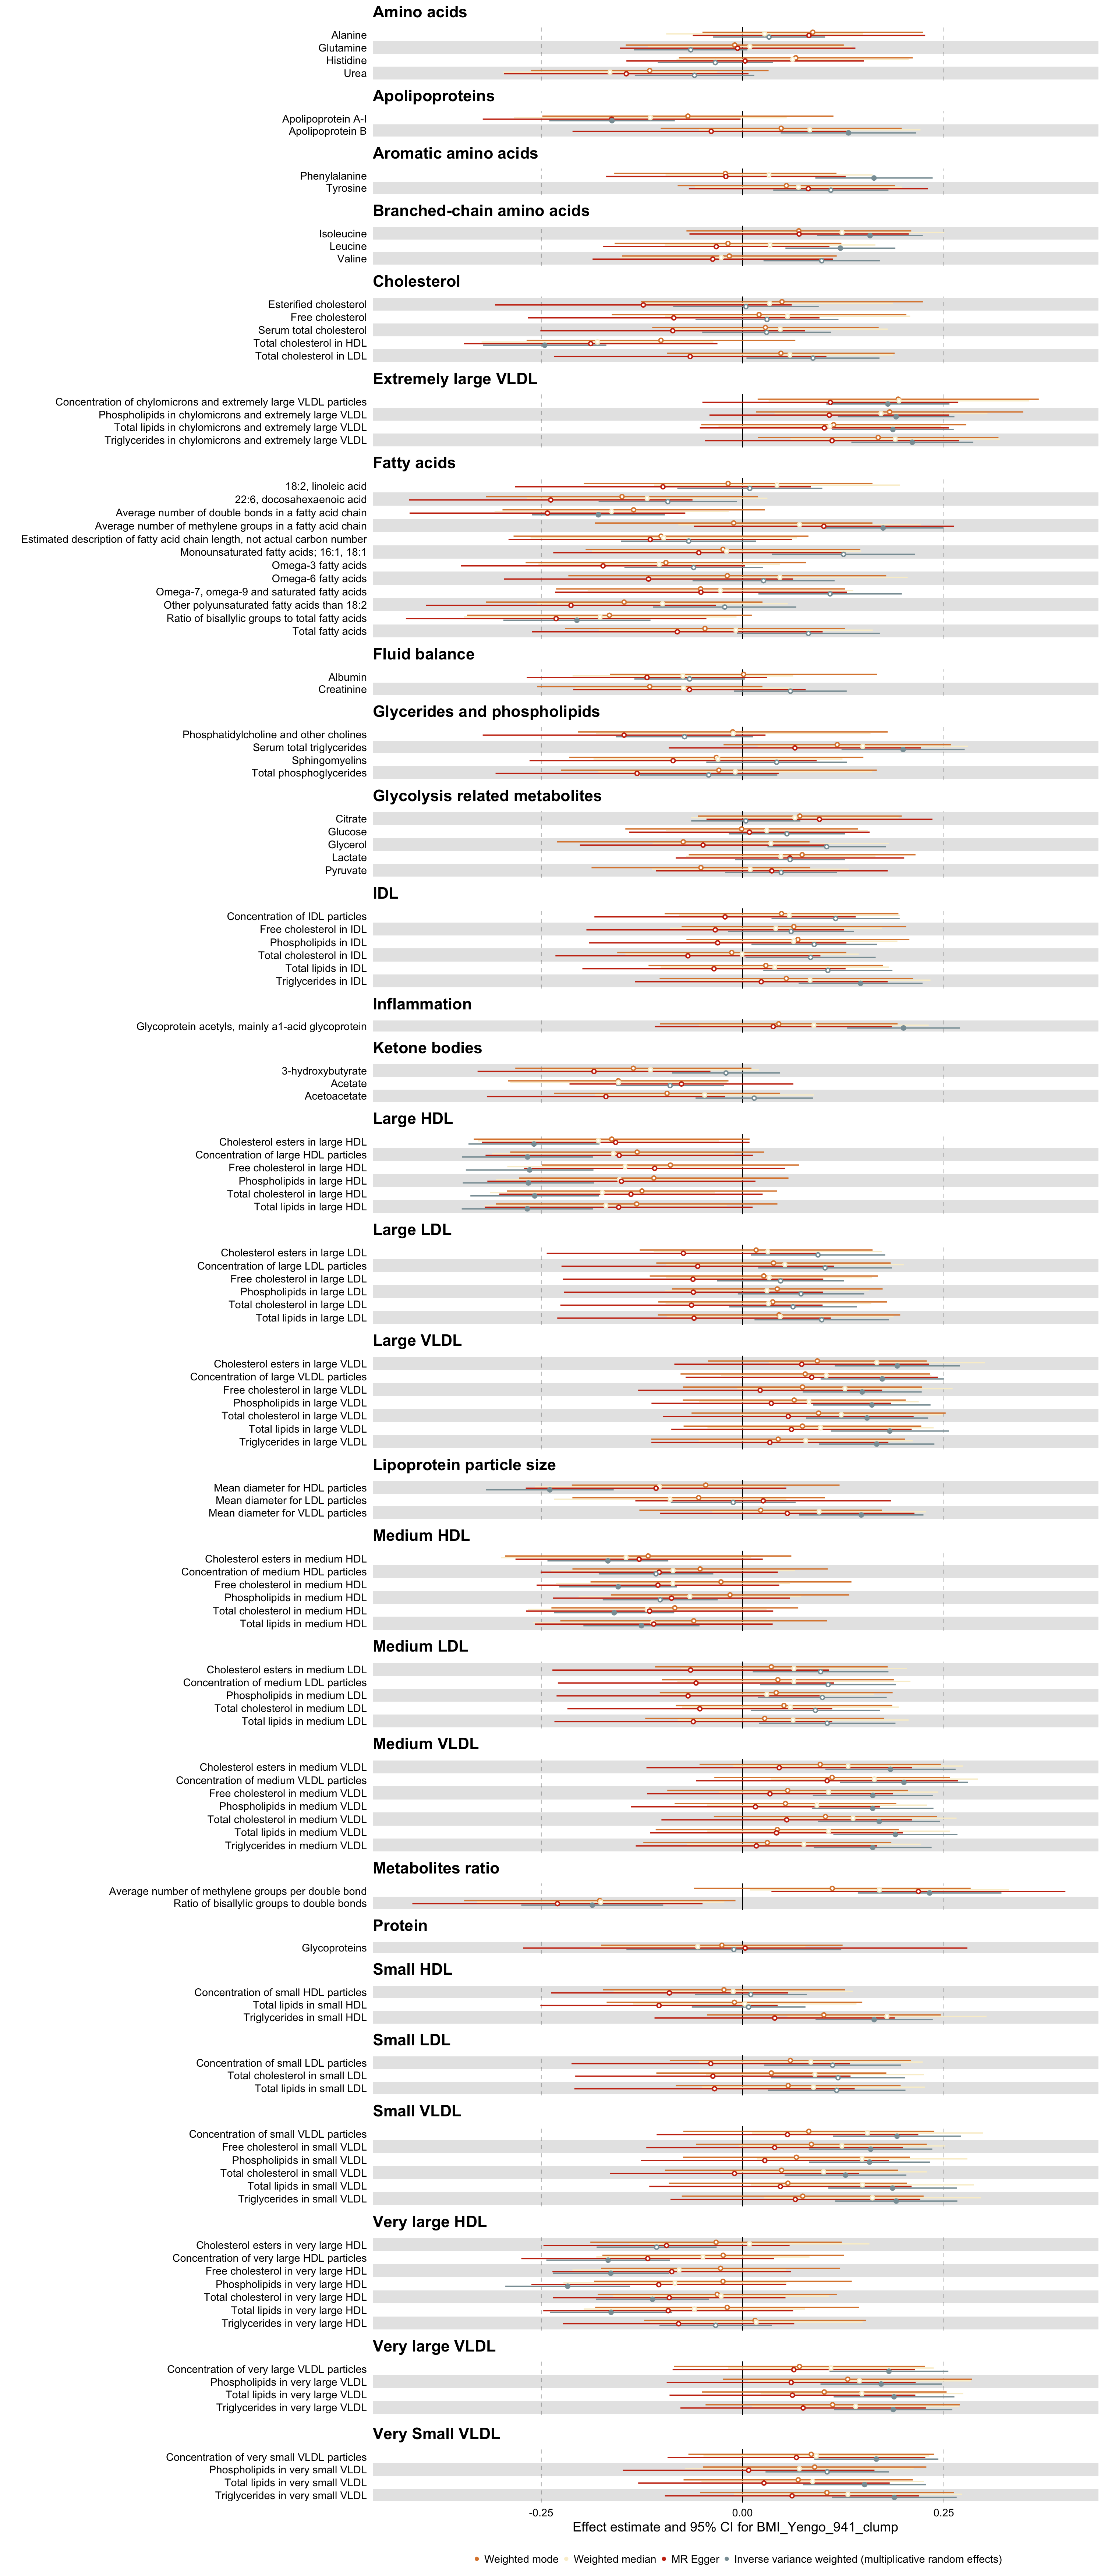 Amino acids
Alanine
Glutamine
Histidine
Urea
Apolipoproteins
Apolipoprotein A-I
Apolipoprotein B
Aromatic amino acids
Phenylalanine
Tyrosine
Branched-chain amino acids
Isoleucine
Leucine
Valine
Cholesterol
Esterified cholesterol
Free cholesterol
Serum total cholesterol
Total cholesterol in HDL
Total cholesterol in LDL
Extremely large VLDL
Concentration of chylomicrons and extremely large VLDL particles
Phospholipids in chylomicrons and extremely large VLDL
Total lipids in chylomicrons and extremely large VLDL
Triglycerides in chylomicrons and extremely large VLDL
Fatty acids
18:2, linoleic acid
22:6, docosahexaenoic acid
Average number of double bonds in a fatty acid chain
Average number of methylene groups in a fatty acid chain
Estimated description of fatty acid chain length, not actual carbon number
Monounsaturated fatty acids; 16:1, 18:1
Omega-3 fatty acids
Omega-6 fatty acids
Omega-7, omega-9 and saturated fatty acids
Other polyunsaturated fatty acids than 18:2
Ratio of bisallylic groups to total fatty acids
Total fatty acids
Fluid balance
Albumin
Creatinine
Glycerides and phospholipids
Phosphatidylcholine and other cholines
Serum total triglycerides
Sphingomyelins
Total phosphoglycerides
Glycolysis related metabolites
Citrate
Glucose
Glycerol
Lactate
Pyruvate
IDL
Concentration of IDL particles
Free cholesterol in IDL
Phospholipids in IDL
Total cholesterol in IDL
Total lipids in IDL
Triglycerides in IDL
Inflammation
Glycoprotein acetyls, mainly a1-acid glycoprotein
Ketone bodies
3-hydroxybutyrate
Acetate
Acetoacetate
Large HDL
Cholesterol esters in large HDL
Concentration of large HDL particles
Free cholesterol in large HDL
Phospholipids in large HDL
Total cholesterol in large HDL
Total lipids in large HDL
Large LDL
Cholesterol esters in large LDL
Concentration of large LDL particles
Free cholesterol in large LDL
Phospholipids in large LDL
Total cholesterol in large LDL
Total lipids in large LDL
Large VLDL
Cholesterol esters in large VLDL
Concentration of large VLDL particles
Free cholesterol in large VLDL
Phospholipids in large VLDL
Total cholesterol in large VLDL
Total lipids in large VLDL
Triglycerides in large VLDL
Lipoprotein particle size
Mean diameter for HDL particles
Mean diameter for LDL particles
Mean diameter for VLDL particles
Medium HDL
Cholesterol esters in medium HDL
Concentration of medium HDL particles
Free cholesterol in medium HDL
Phospholipids in medium HDL
Total cholesterol in medium HDL
Total lipids in medium HDL
Medium LDL
Cholesterol esters in medium LDL
Concentration of medium LDL particles
Phospholipids in medium LDL
Total cholesterol in medium LDL
Total lipids in medium LDL
Medium VLDL
Cholesterol esters in medium VLDL
Concentration of medium VLDL particles
Free cholesterol in medium VLDL
Phospholipids in medium VLDL
Total cholesterol in medium VLDL
Total lipids in medium VLDL
Triglycerides in medium VLDL
Metabolites ratio
Average number of methylene groups per double bond
Ratio of bisallylic groups to double bonds
Protein
Glycoproteins
Small HDL
Concentration of small HDL particles
Total lipids in small HDL
Triglycerides in small HDL
Small LDL
Concentration of small LDL particles
Total cholesterol in small LDL
Total lipids in small LDL
Small VLDL
Concentration of small VLDL particles
Free cholesterol in small VLDL
Phospholipids in small VLDL
Total cholesterol in small VLDL
Total lipids in small VLDL
Triglycerides in small VLDL
Very large HDL
Cholesterol esters in very large HDL
Concentration of very large HDL particles
Free cholesterol in very large HDL
Phospholipids in very large HDL
Total cholesterol in very large HDL
Total lipids in very large HDL
Triglycerides in very large HDL
Very large VLDL
Concentration of very large VLDL particles
Phospholipids in very large VLDL
Total lipids in very large VLDL
Triglycerides in very large VLDL
Very Small VLDL
Concentration of very small VLDL particles
Phospholipids in very small VLDL
Total lipids in very small VLDL
Triglycerides in very small VLDL
-0.25 0.00 0.25
Effect estimate and 95% CI for BMI_Yengo_941_clump
Weighted mode Weighted median MR Egger Inverse variance weighted (multiplicative random effects)